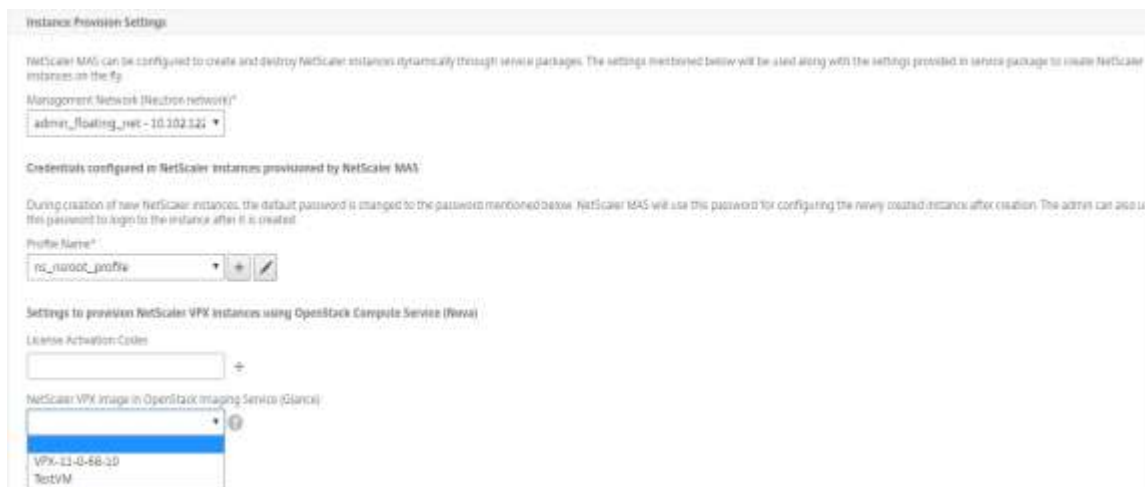 Instance Provision Settings
NetScaler MAS can be configured to create and destroy NetScaler instances dynamically through service packages. The settings mentioned below will be used along with the settings provided in service package to create NetScaler
instances on the fly.
Management Network (Neutron network)*
admin_floating_net - 10.102.122
Credentials configured in NetScaler instances provisioned by NetScaler MAS
During creation of new NetScaler instances, the default password is changed to the password mentioned below. NetScaler MAS will use this password for configuring the newly created instance after creation. The admin can also u
this password to login to the instance after it is created.
Profile Name*
ns_nsroot_profile
+
Settings to provision NetScaler VPX instances using OpenStack Compute Service (Nova)
License Activation Codes
+
NetScaler VPX image in OpenStack Imaging Service (Glance)
?
VPX-11-0-68-10
TestVM